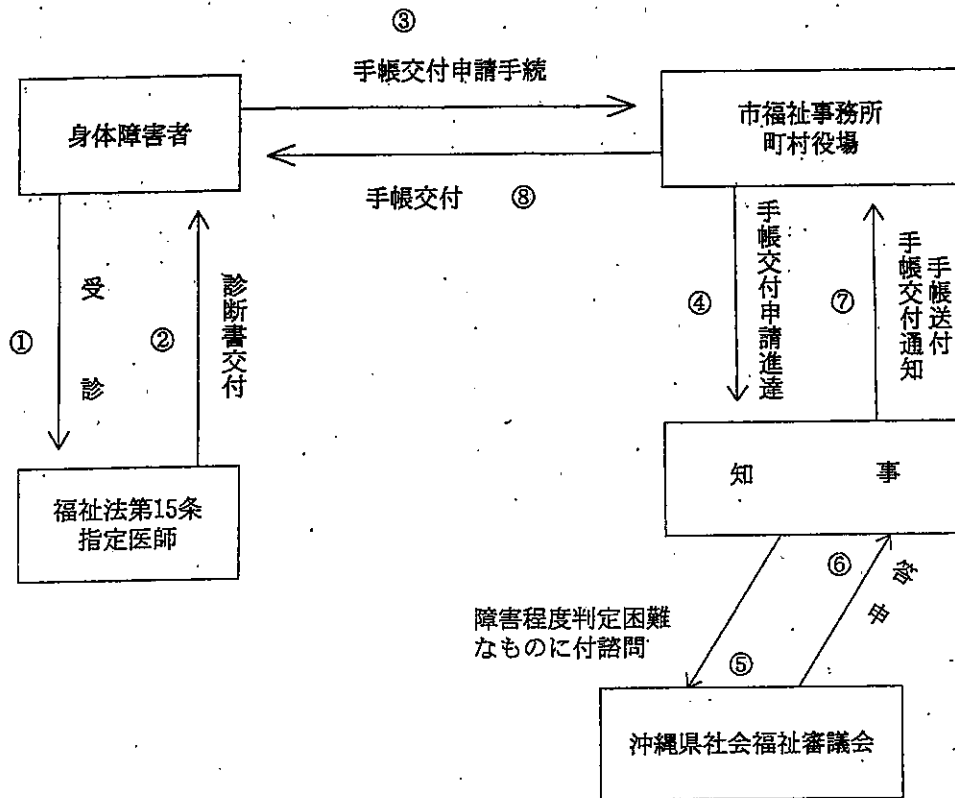 ③
手帳交付申請手続
身体障害者
市福祉事務所
町村役場
手帳交付 ⑧
① 受診
② 診断書交付
④ 手帳交付申請進達
⑦ 手帳送付
手帳交付通知
福祉法第15条
指定医師
知事
⑥ 答申
障害程度判定困難
なものに付諮問
⑤
沖縄県社会福祉審議会